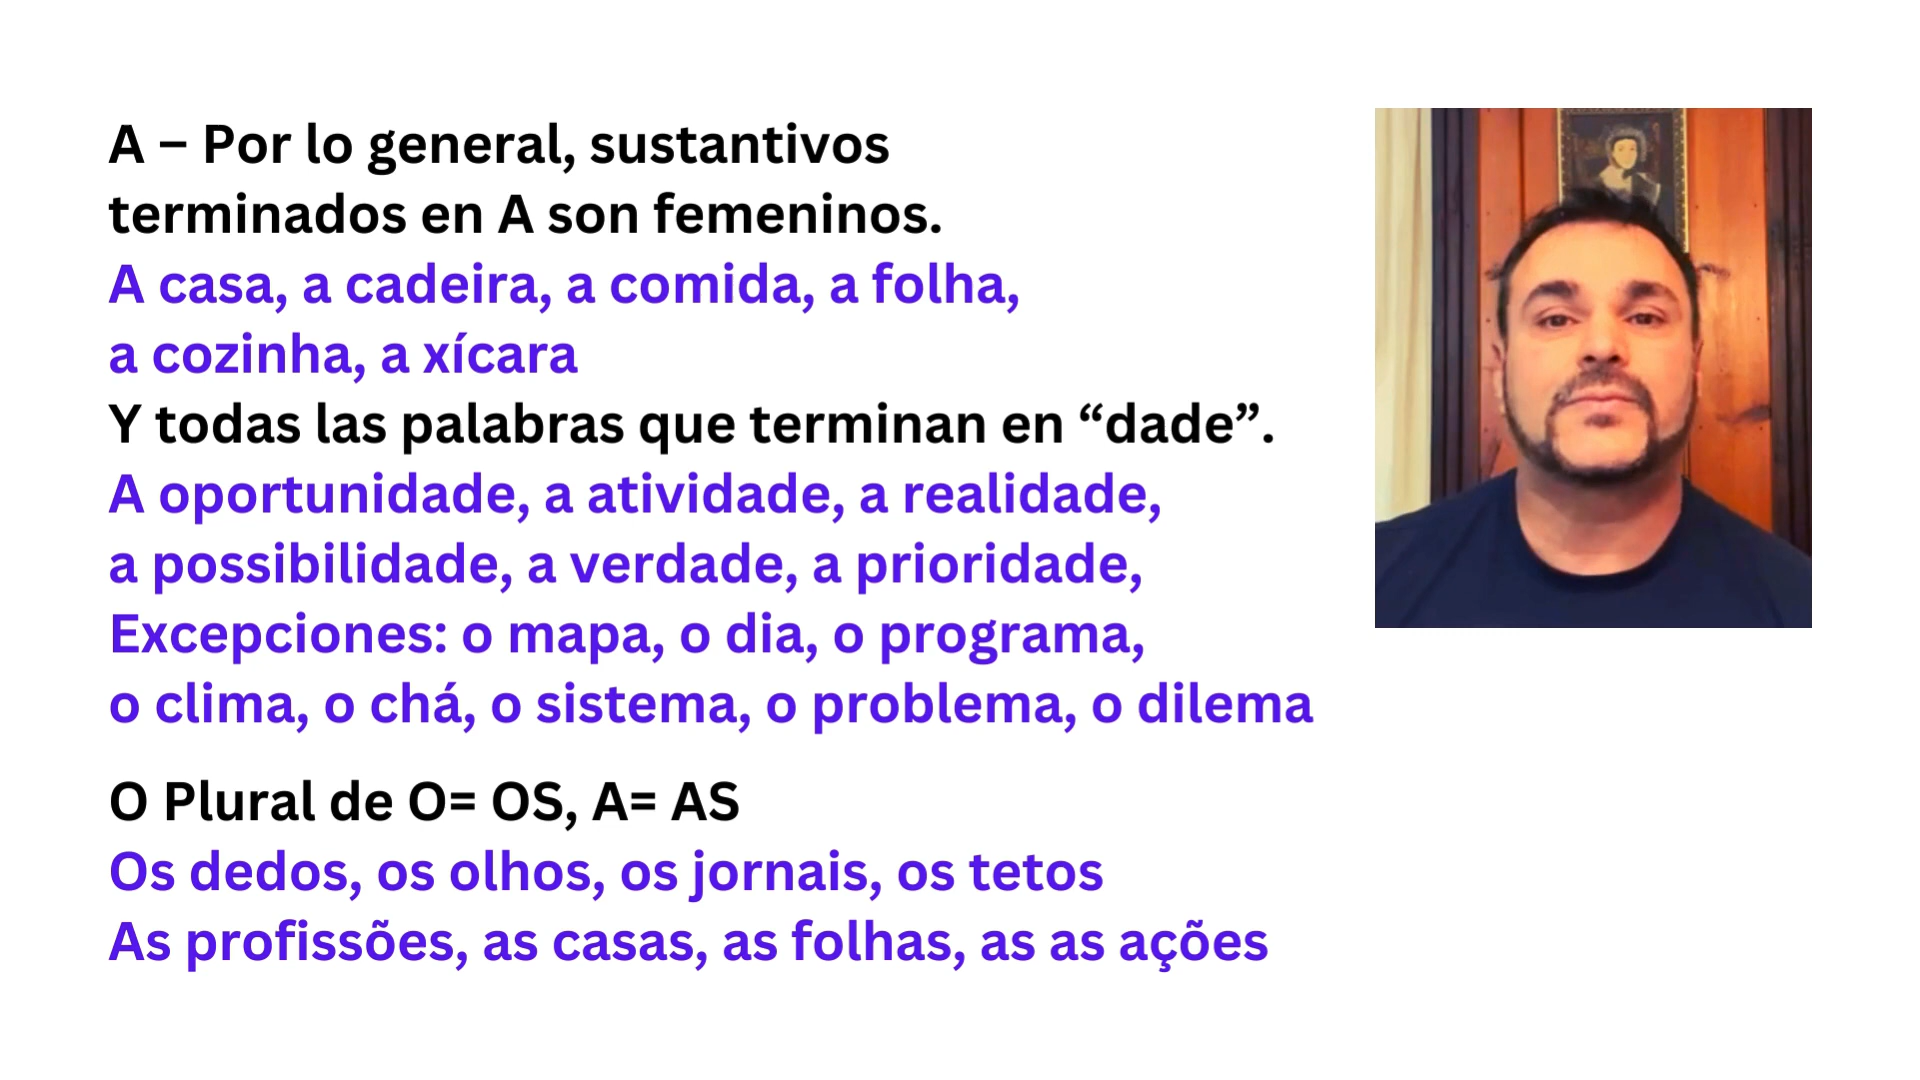 A – Por lo general, sustantivos
terminados en A son femeninos.
A casa, a cadeira, a comida, a folha,
a cozinha, a xícara
Y todas las palabras que terminan en “dade”.
A oportunidade, a atividade, a realidade,
a possibilidade, a verdade, a prioridade,
Excepciones: o mapa, o dia, o programa,
o clima, o chá, o sistema, o problema, o dilema
O Plural de O= OS, A= AS
Os dedos, os olhos, os jornais, os tetos
As profissões, as casas, as folhas, as as ações